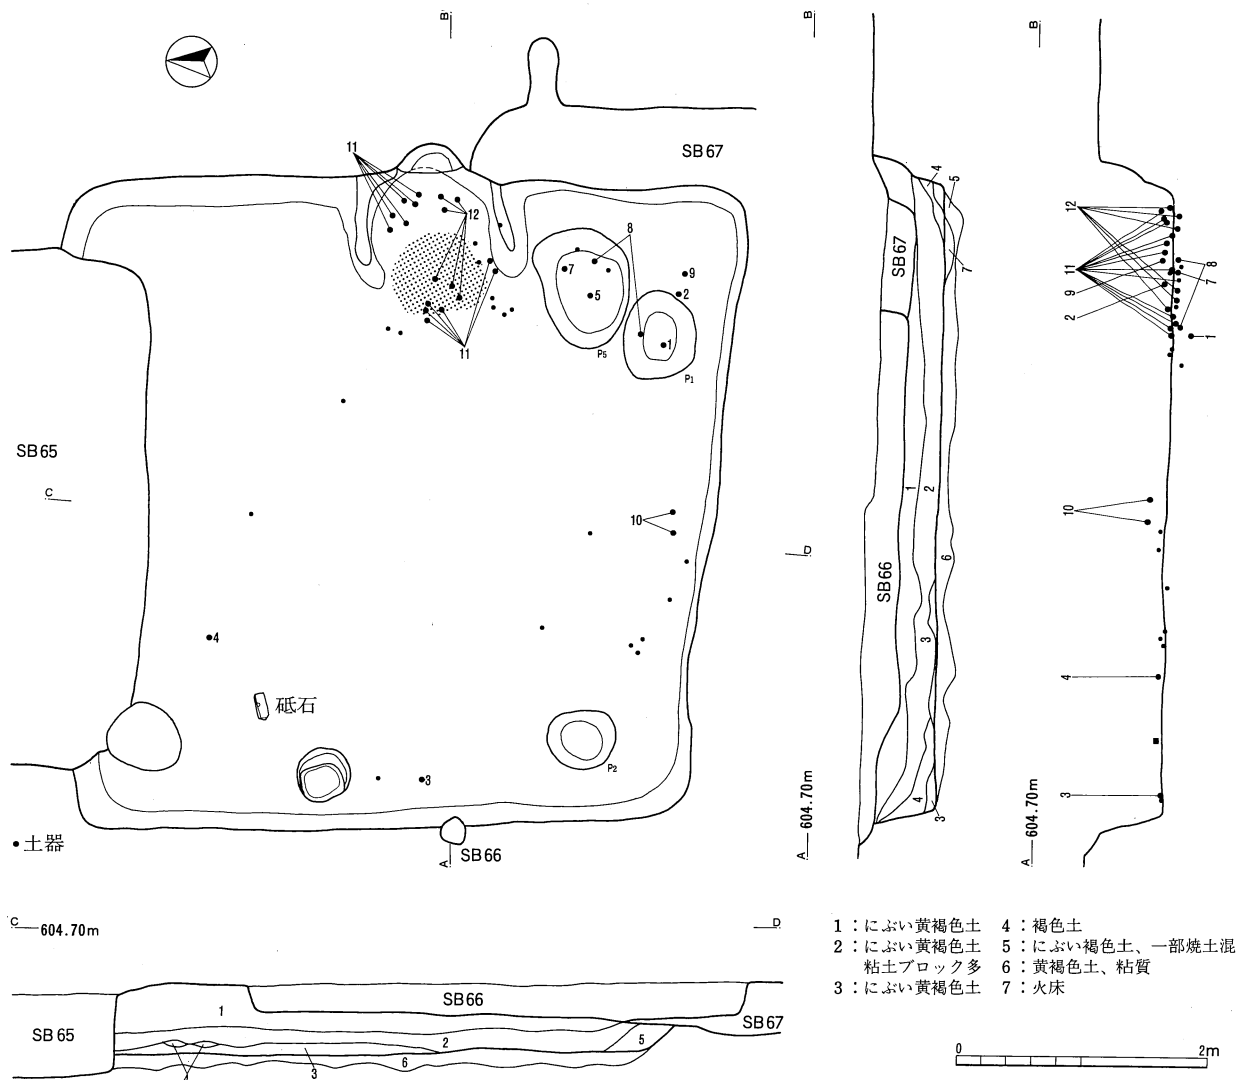 B
B
B
SB67
11
12
8
7
9
2
5
1
P5
P1
11
SB65
C
10
D
4
砥石
P2
3
土器
A
SB66
4
5
SB67
7
1
2
6
SB66
3
4
3
A
604.70m
12
11
9
2
8
7
1
10
4
3
A
604.70m
C
604.70m
D
SB66
1
SB65
SB67
2
5
3
6
1：にぶい黄褐色土 4：褐色土
2：にぶい黄褐色土 5：にぶい褐色土、一部焼土混
粘土ブロック多 6：黄褐色土、粘質
3：にぶい黄褐色土 7：火床
0 2m